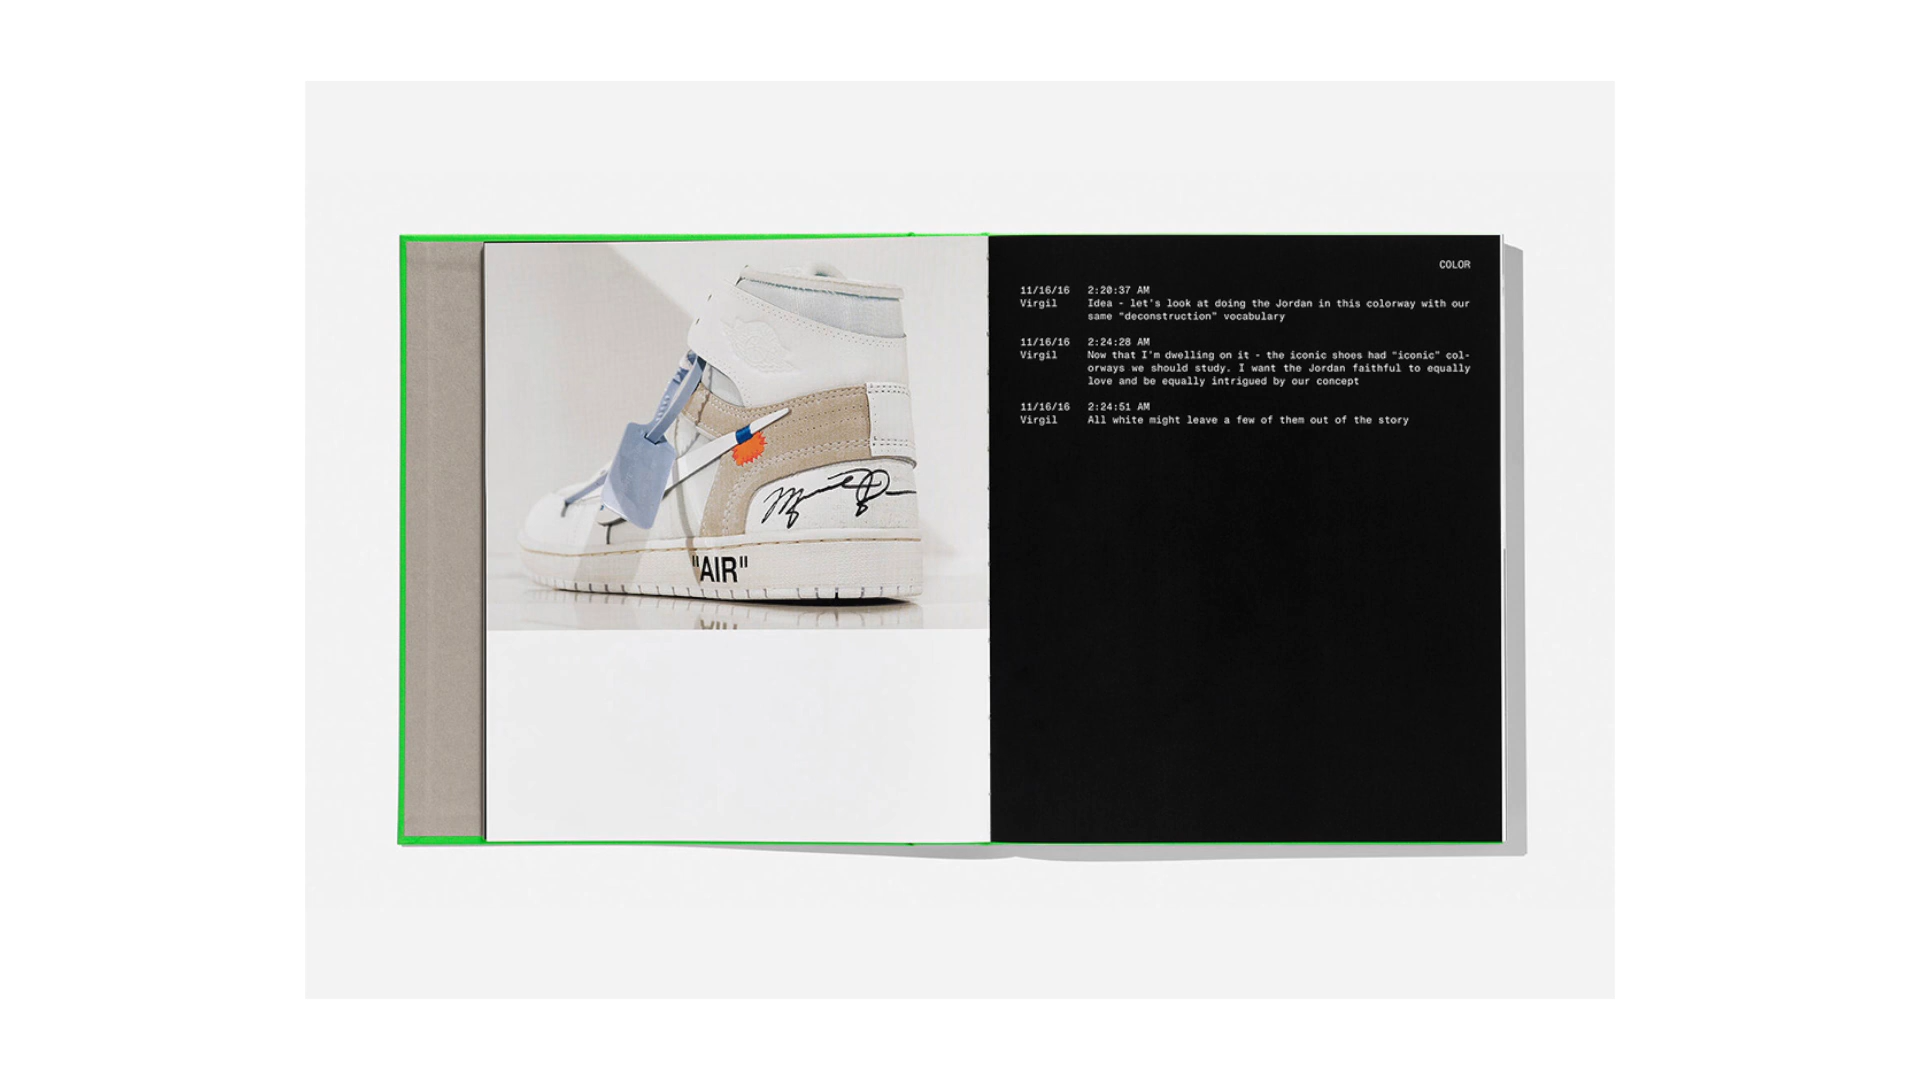 "AIR"
COLOR
11/16/16 2:20:37 AM
Virgil Idea - let's look at doing the Jordan in this colorway with our
same "deconstruction" vocabulary
11/16/16 2:24:28 AM
Virgil Now that I'm dwelling on it - the iconic shoes had "iconic" col-
orways we should study. I want the Jordan faithful to equally
love and be equally intrigued by our concept
11/16/16 2:24:51 AM
Virgil All white might leave a few of them out of the story